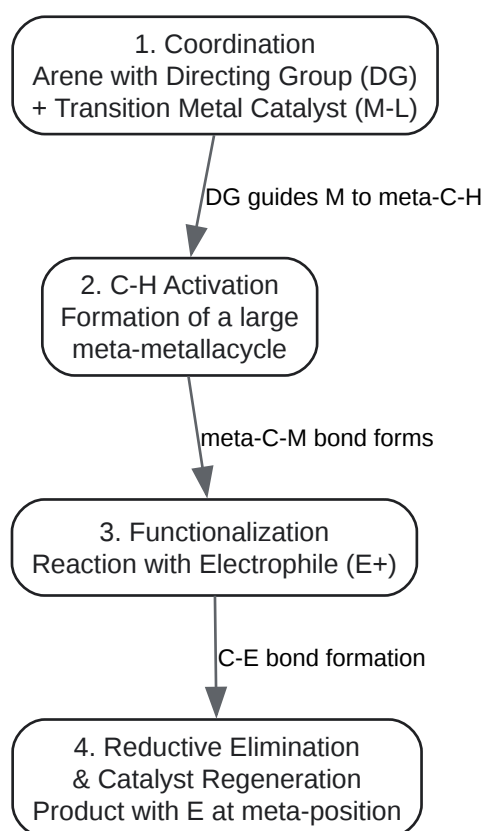 1. Coordination
Arene with Directing Group (DG)
+ Transition Metal Catalyst (M-L)
DG guides M to meta-C-H
2. C-H Activation
Formation of a large
meta-metallacycle
meta-C-M bond forms
3. Functionalization
Reaction with Electrophile (E+)
C-E bond formation
4. Reductive Elimination
& Catalyst Regeneration
Product with E at meta-position